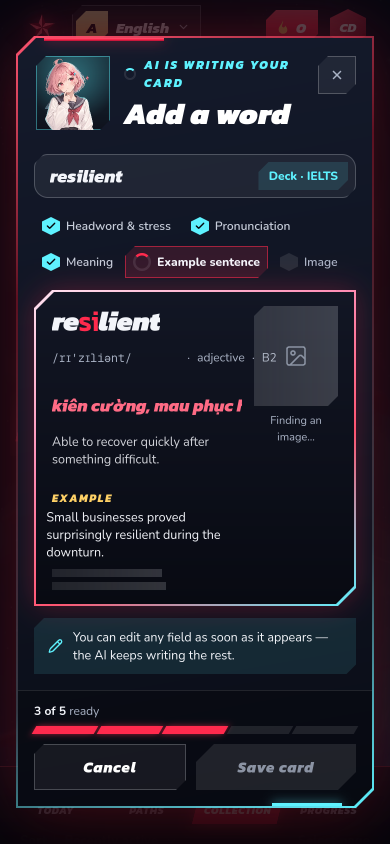 A English
0
CD
AI IS WRITING YOUR
CARD
Add a word
resilient
Deck · IELTS
Headword & stress
Pronunciation
Meaning
Example sentence
Image
resilient
/rɪˈzɪliənt/
· adjective · B2
kiên cường, mau phục h
Finding an
image...
Able to recover quickly after
something difficult.
EXAMPLE
Small businesses proved
surprisingly resilient during the
downturn.
You can edit any field as soon as it appears —
the AI keeps writing the rest.
3 of 5 ready
Cancel
Save card
TODAY
PATHS
COLLECTION
PROGRESS